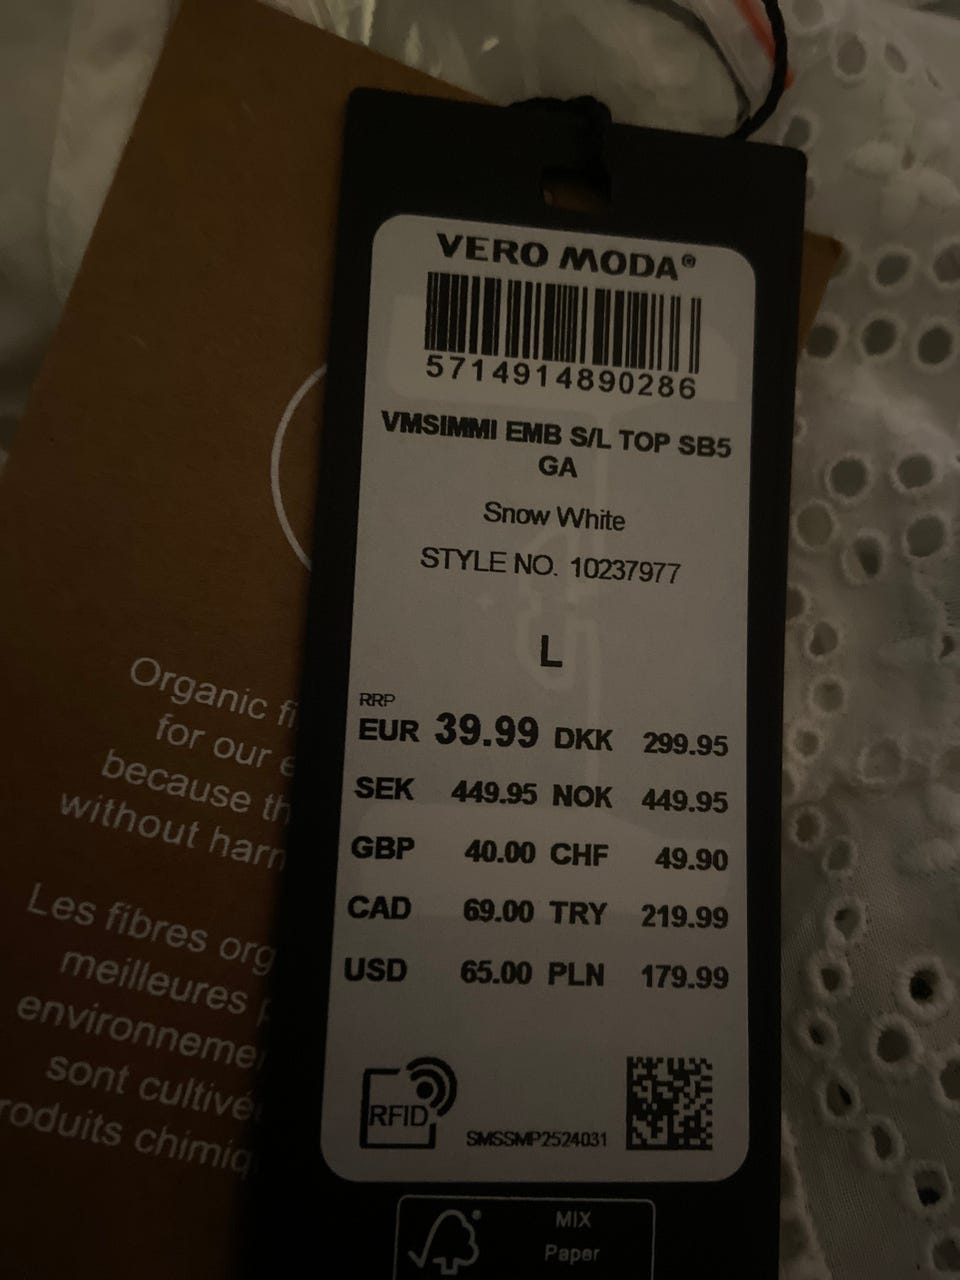 VERO MODA®
5714914890286
VMSIMMI EMB S/L TOP SB5
GA
Snow White
STYLE NO. 10237977
L
RRP
EUR 39.99 DKK 299.95
SEK 449.95 NOK 449.95
GBP 40.00 CHF 49.90
CAD 69.00 TRY 219.99
USD 65.00 PLN 179.99
RFID
SMSSMP2524031
MIX
Paper
Organic fi
for our e
because th
without harm
Les fibres org
meilleures
environneme
sont cultivé
roduits chimiq